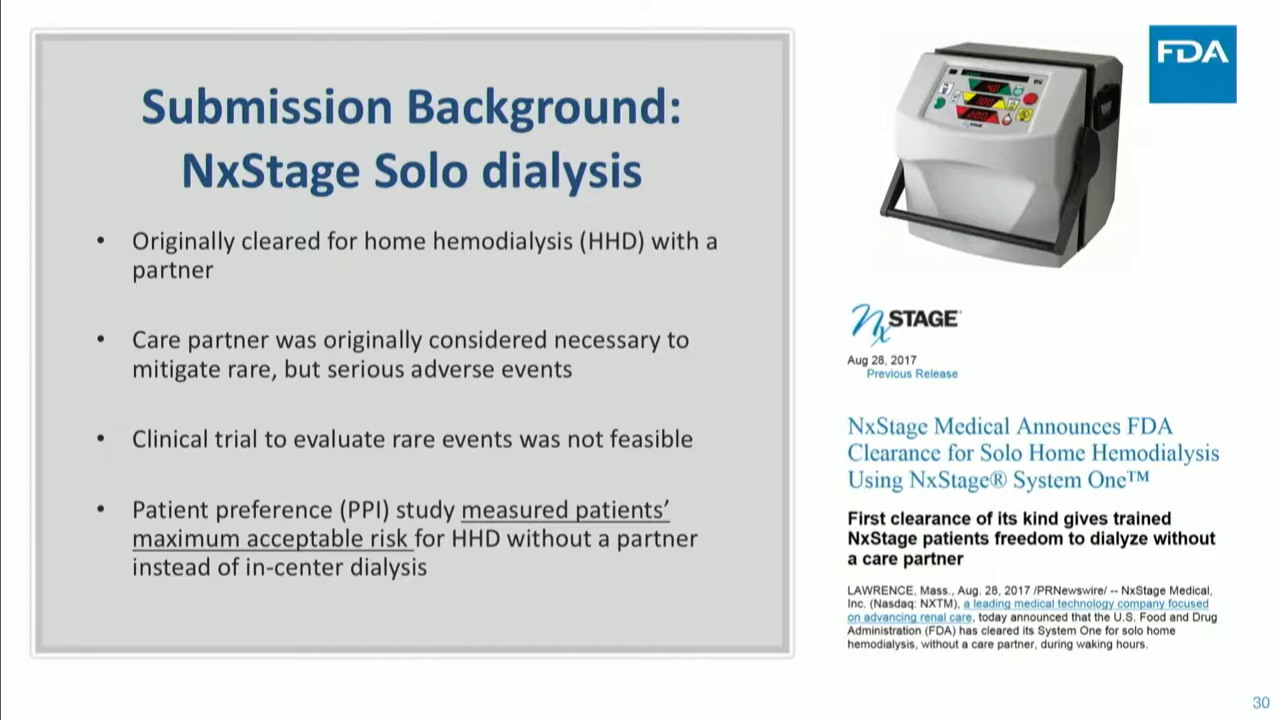 Submission Background:
NxStage Solo dialysis
• Originally cleared for home hemodialysis (HHD) with a
partner
• Care partner was originally considered necessary to
mitigate rare, but serious adverse events
• Clinical trial to evaluate rare events was not feasible
• Patient preference (PPI) study measured patients’
maximum acceptable risk for HHD without a partner
instead of in-center dialysis
FDA
NxSTAGE
Aug 28, 2017
Previous Release
NxStage Medical Announces FDA
Clearance for Solo Home Hemodialysis
Using NxStage® System One™
First clearance of its kind gives trained
NxStage patients freedom to dialyze without
a care partner
LAWRENCE, Mass., Aug. 28, 2017 /PRNewswire/ -- NxStage Medical,
Inc. (Nasdaq: NXTM), a leading medical technology company focused
on advancing renal care, today announced that the U.S. Food and Drug
Administration (FDA) has cleared its System One for solo home
hemodialysis, without a care partner, during waking hours.
30